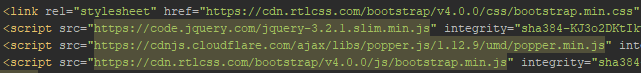 <link rel="stylesheet" href="https://cdn.rtlcss.com/bootstrap/v4.0.0/css/bootstrap.min.css"
<script src="https://code.jquery.com/jquery-3.2.1.slim.min.js" integrity="sha384-KJ3o2DKtIk
<script src="https://cdnjs.cloudflare.com/ajax/libs/popper.js/1.12.9/umd/popper.min.js"
<script src="https://cdn.rtlcss.com/bootstrap/v4.0.0/js/bootstrap.min.js" integrity="sha384